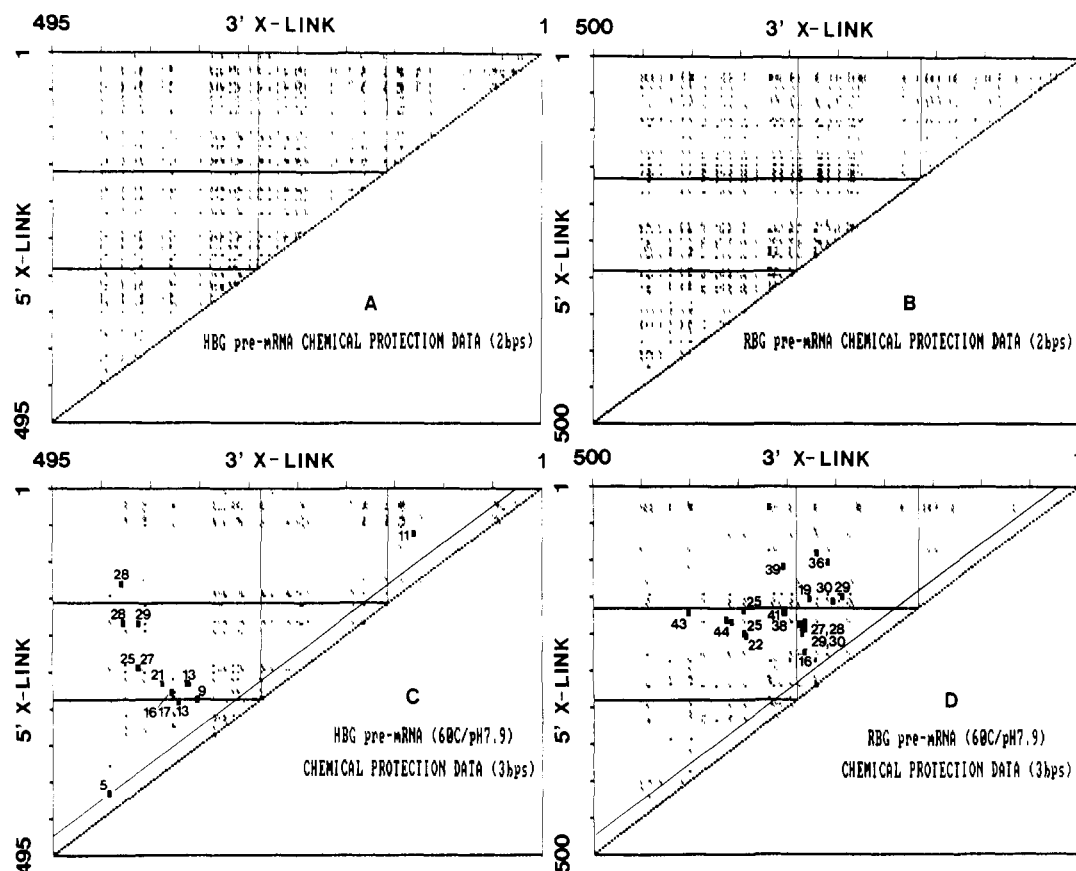 495 3' X-LINK 1
1
5' X-LINK
495
A
HBG pre-mRNA CHEMICAL PROTECTION DATA (2bps)
500 3' X-LINK
1
5' X-LINK
500
B
RBG pre-mRNA CHEMICAL PROTECTION DATA (2bps)
495 3' X-LINK 1
1
5' X-LINK
495
11
28
28 29
25 27
21 13
9
16 17 13
5
C
HBG pre-mRNA (60C/pH7.9)
CHEMICAL PROTECTION DATA (3bps)
500 3' X-LINK 1
1
5' X-LINK
500
39 36
19 30 29
25
43 41
44 25 38 27,28
22 29,30
16
D
RBG pre-mRNA (60C/pH7.9)
CHEMICAL PROTECTION DATA (3bps)